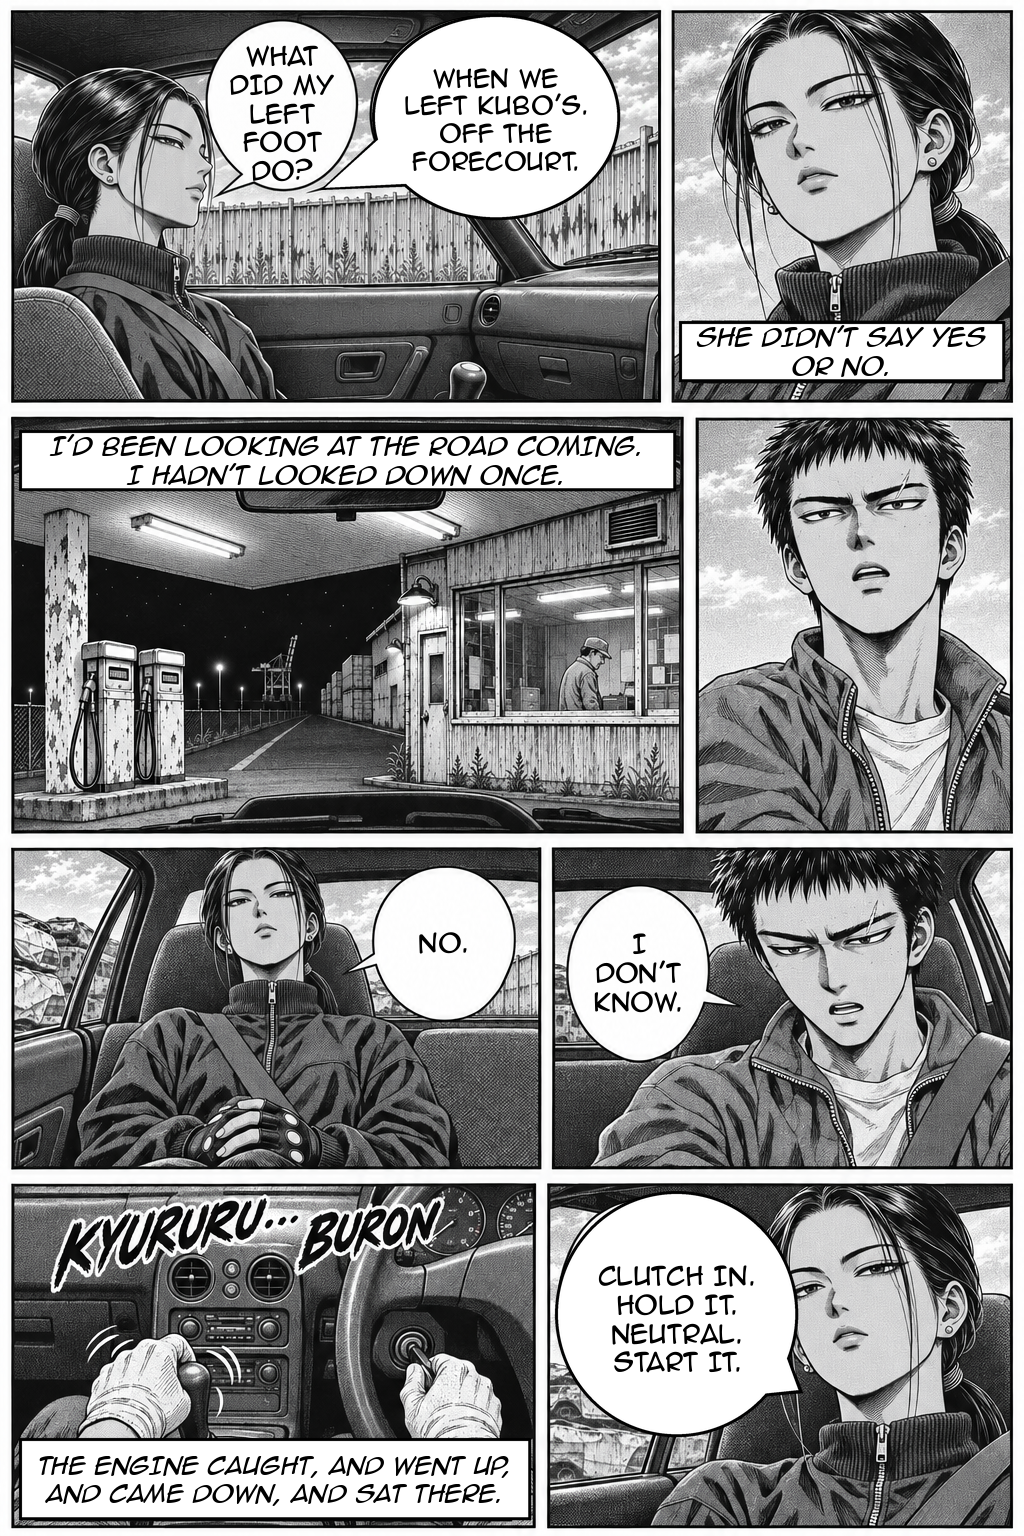 WHAT
DID MY
LEFT
FOOT
DO?
WHEN WE
LEFT KUBO'S.
OFF THE
FORECOURT.
SHE DIDN'T SAY YES
OR NO.
I'D BEEN LOOKING AT THE ROAD COMING.
I HADN'T LOOKED DOWN ONCE.
NO.
I
DON'T
KNOW.
KYURURU... BURON
THE ENGINE CAUGHT, AND WENT UP,
AND CAME DOWN, AND SAT THERE.
CLUTCH IN.
HOLD IT.
NEUTRAL.
START IT.